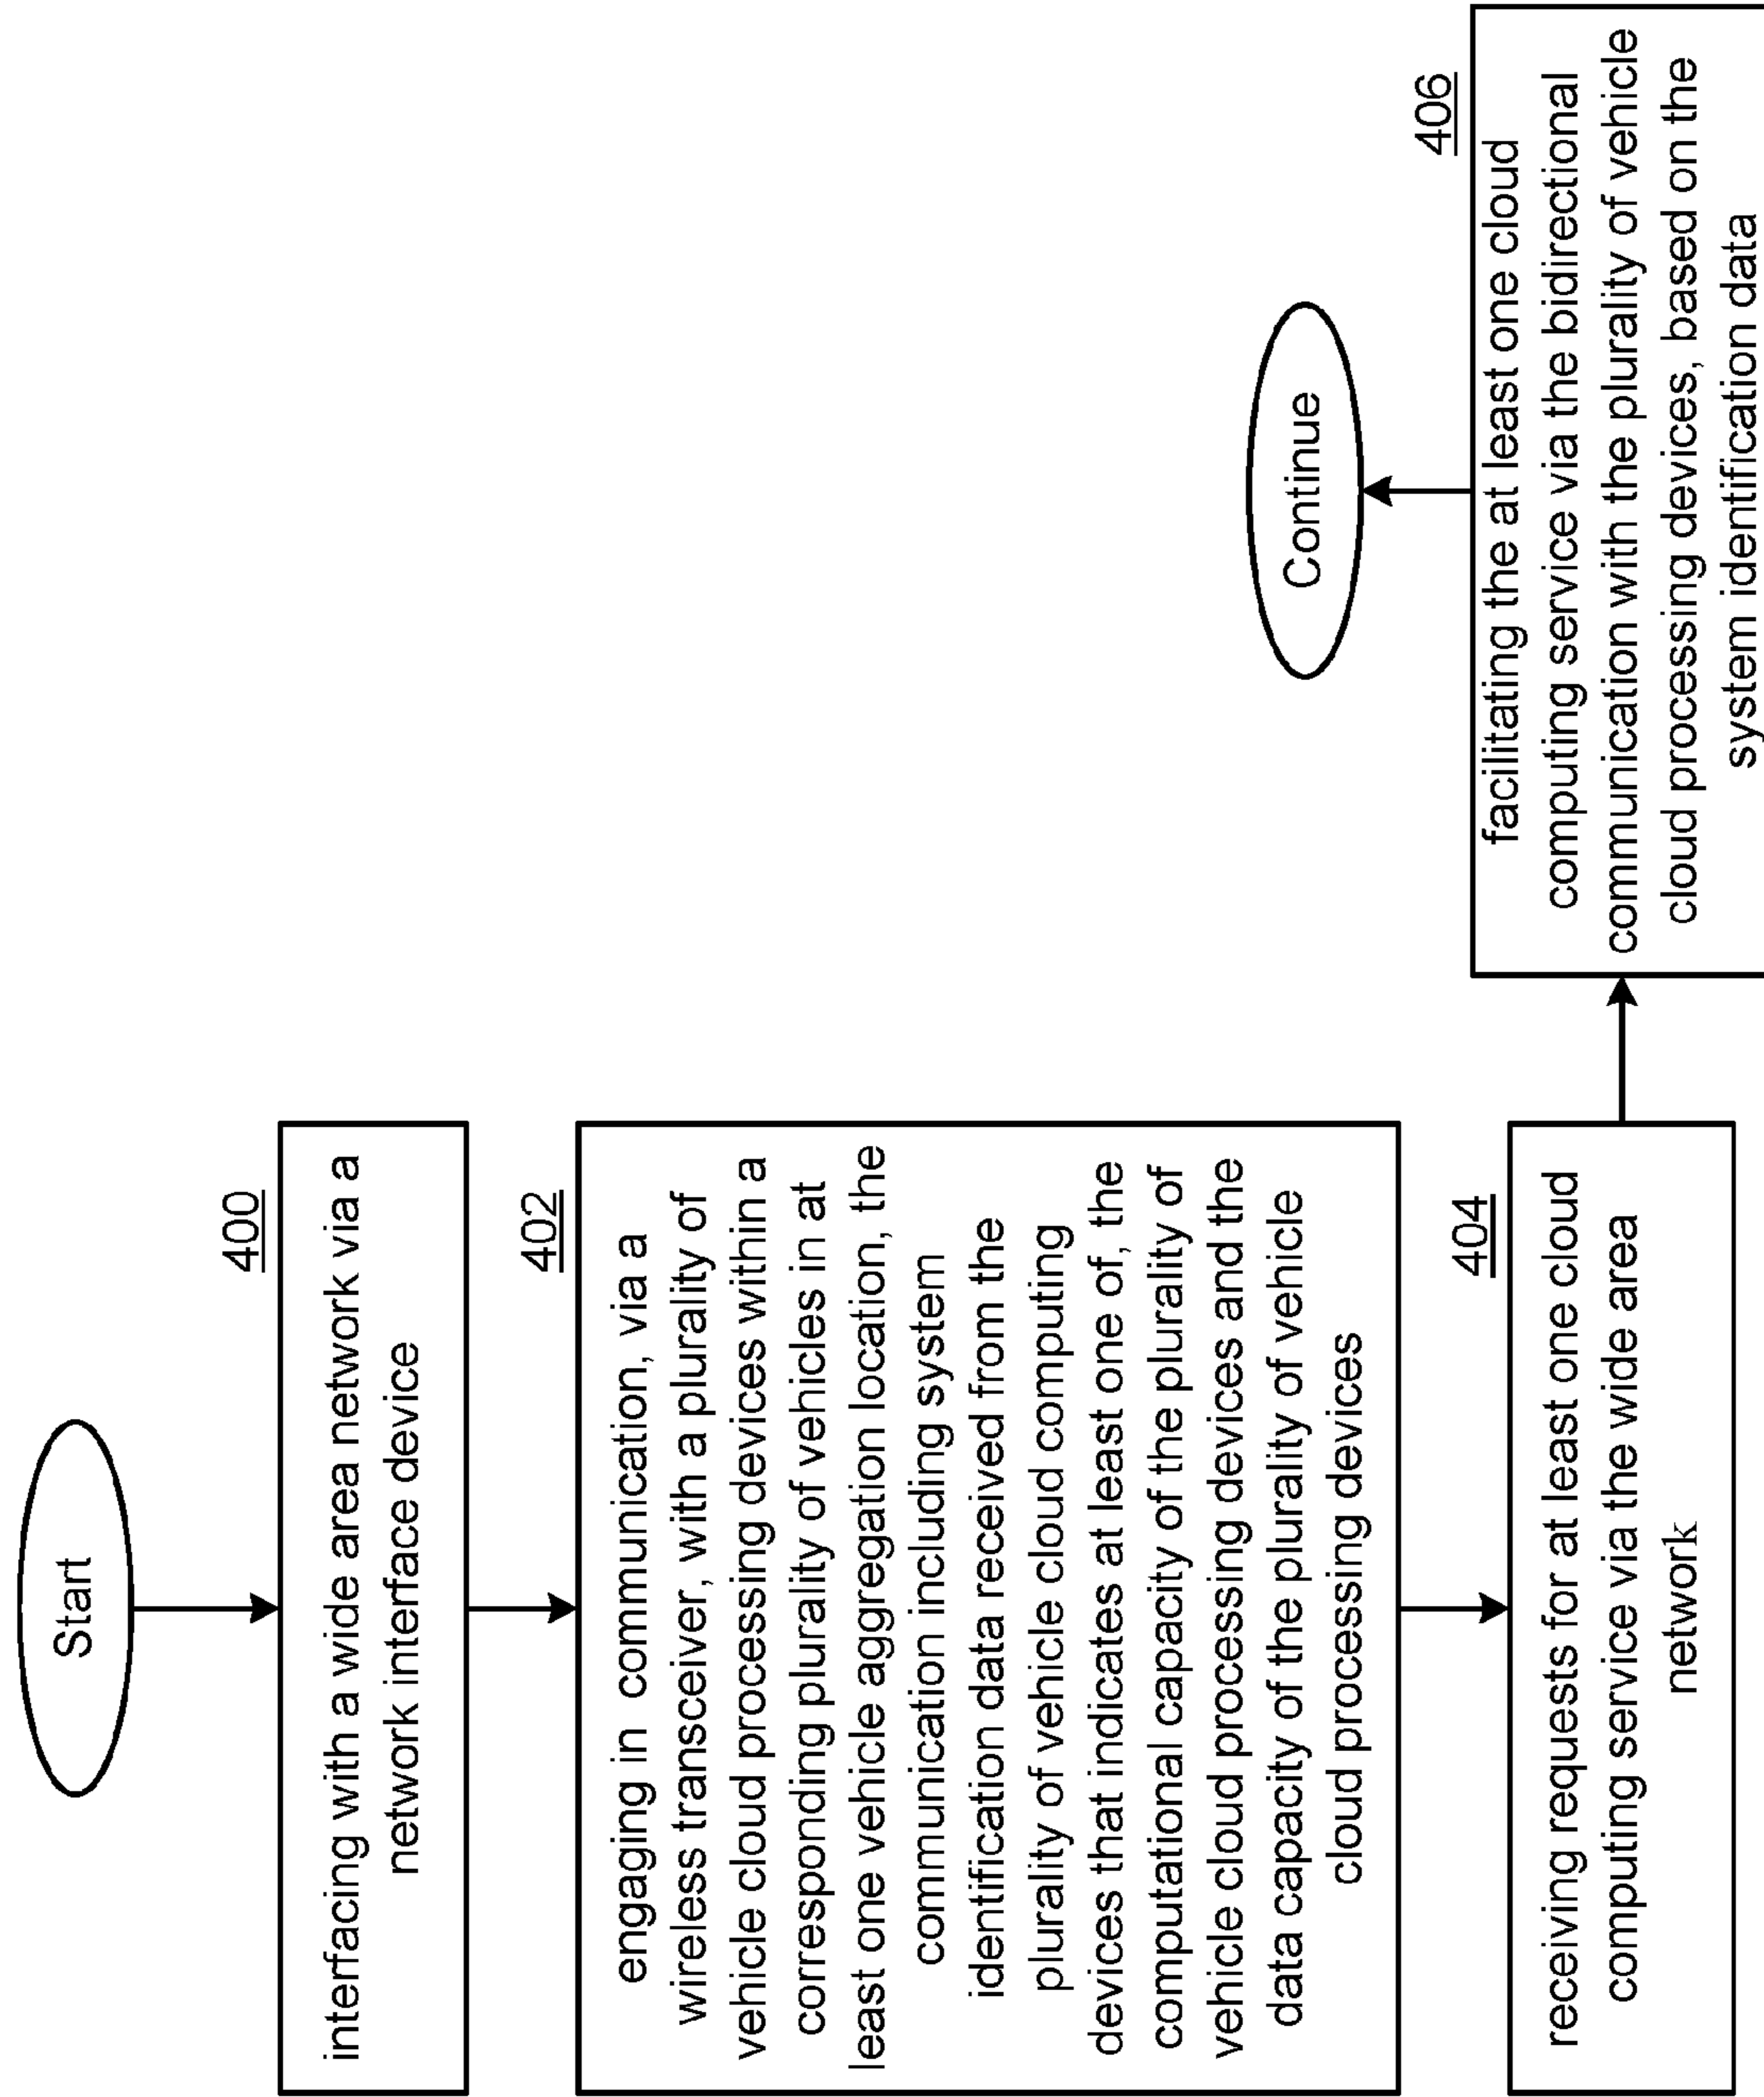 Start
400
interfacing with a wide area network via a
network interface device
402
engaging in communication, via a
wireless transceiver, with a plurality of
vehicle cloud processing devices within a
corresponding plurality of vehicles in at
least one vehicle aggregation location, the
communication including system
identification data received from the
plurality of vehicle cloud computing
devices that indicates at least one of, the
computational capacity of the plurality of
vehicle cloud processing devices and the
data capacity of the plurality of vehicle
cloud processing devices
404
receiving requests for at least one cloud
computing service via the wide area
network
406
facilitating the at least one cloud
computing service via the bidirectional
communication with the plurality of vehicle
cloud processing devices, based on the
system identification data
Continue